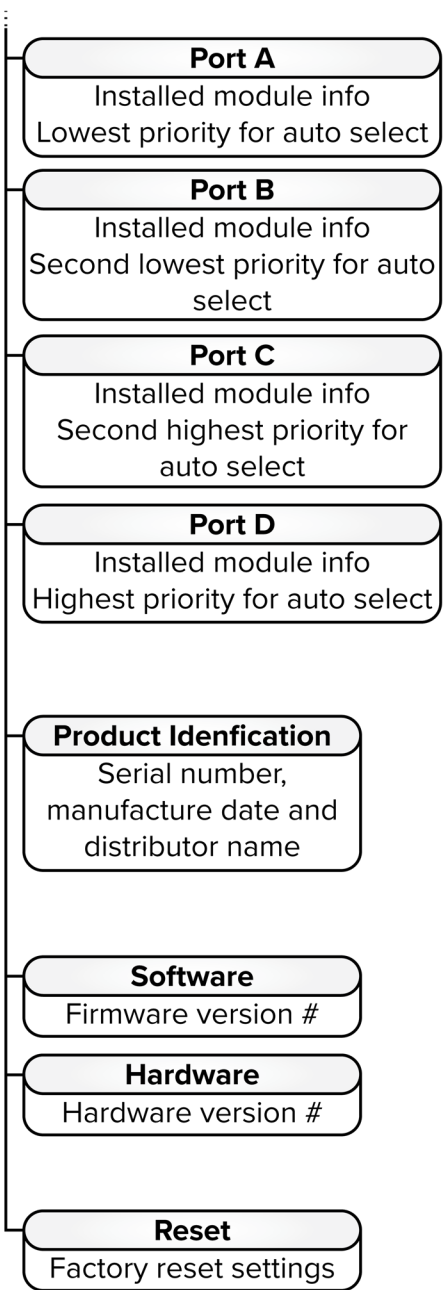 Port A
Installed module info
Lowest priority for auto select
Port B
Installed module info
Second lowest priority for auto
select
Port C
Installed module info
Second highest priority for
auto select
Port D
Installed module info
Highest priority for auto select
Product Idenfication
Serial number,
manufacture date and
distributor name
Software
Firmware version #
Hardware
Hardware version #
Reset
Factory reset settings